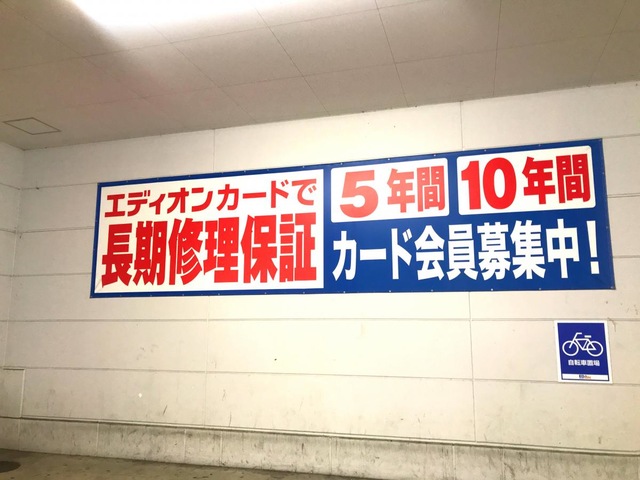 エディオンカードで
長期修理保証
5年間 10年間
カード会員募集中!
自転車置場